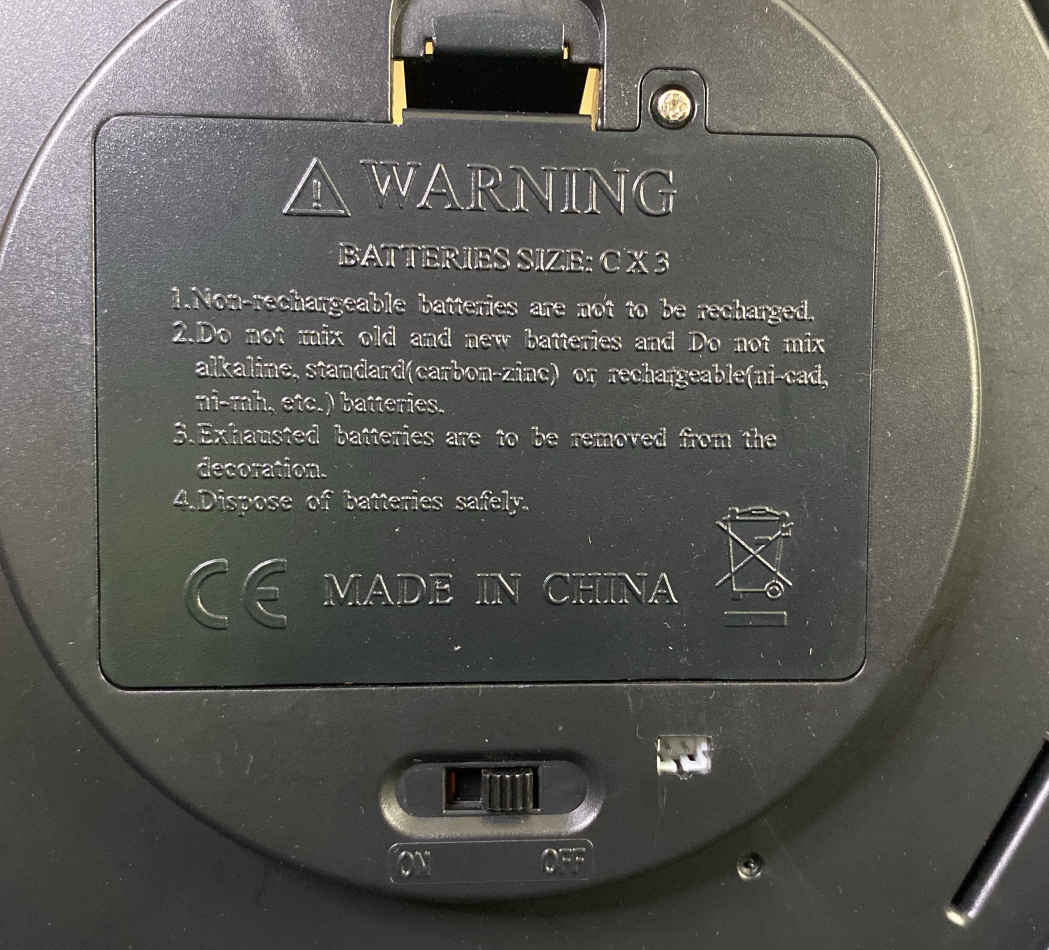 WARNING
BATTERIES SIZE: C X 3
1.Non-rechargeable batteries are not to be recharged.
2.Do not mix old and new batteries and Do not mix
alkaline, standard(carbon-zinc) or rechargeable(ni-cad,
ni-mh, etc.) batteries.
3.Exhausted batteries are to be removed from the
decoration.
4.Dispose of batteries safely.
CE MADE IN CHINA
ON OFF